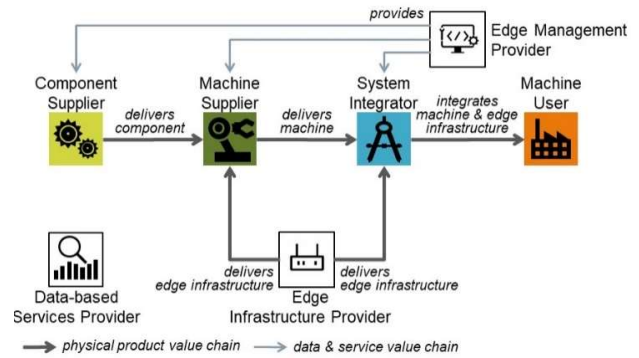 provides
Edge Management
Provider
Component
Supplier
Machine
Supplier
System
Integrator
Machine
User
delivers
component
delivers
machine
integrates
machine & edge
infrastructure
</>
delivers
edge infrastructure
delivers
edge infrastructure
Data-based
Services Provider
Edge
Infrastructure Provider
physical product value chain
data & service value chain